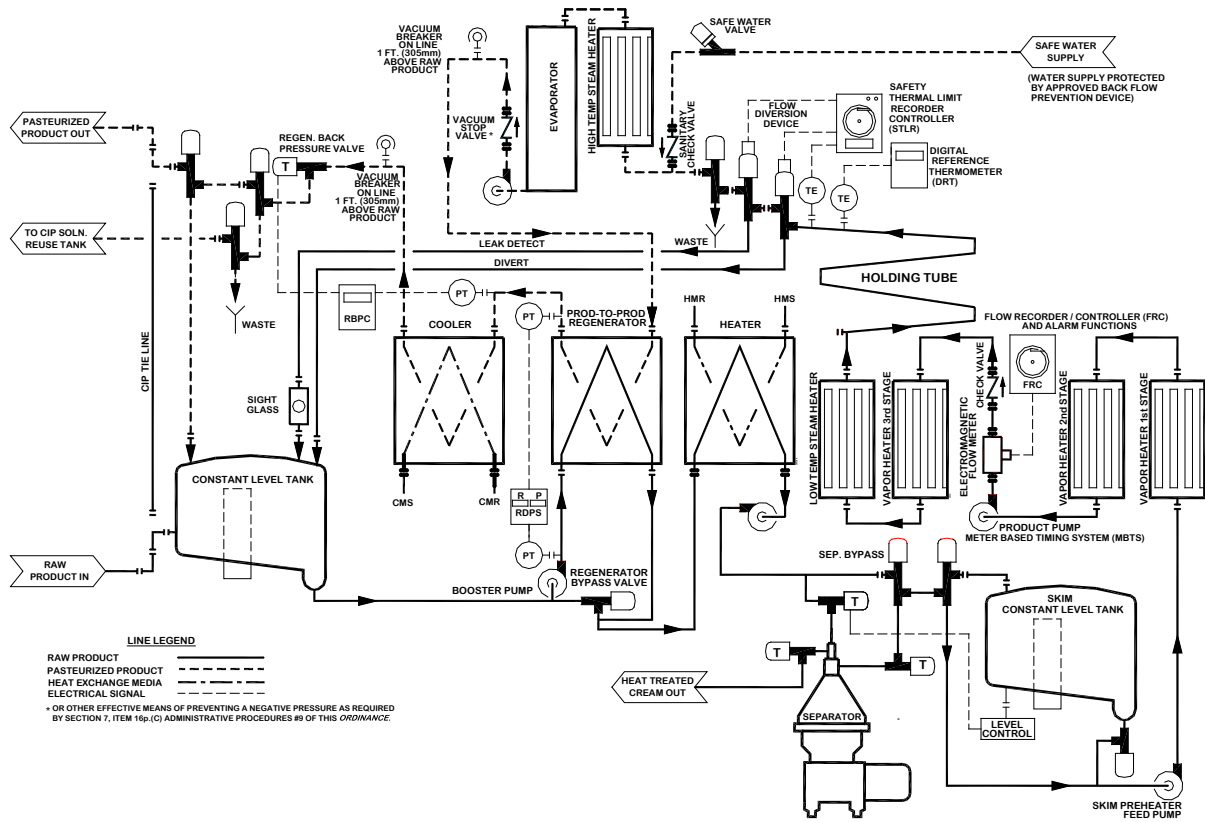 VACUUM
BREAKER
ON LINE
1 FT. (305mm)
ABOVE RAW
PRODUCT
SAFE WATER
VALVE
SAFE WATER
SUPPLY
(WATER SUPPLY PROTECTED
BY APPROVED BACK FLOW
PREVENTION DEVICE)
EVAPORATOR
HIGH TEMP STEAM HEATER
VACUUM
STOP
VALVE *
SANITARY
CHECK VALVE
FLOW
DIVERSION
DEVICE
SAFETY
THERMAL LIMIT
RECORDER
CONTROLLER
(STLR)
DIGITAL
REFERENCE
THERMOMETER
(DRT)
TE
TE
PASTEURIZED
PRODUCT OUT
REGEN. BACK
PRESSURE VALVE
T
VACUUM
BREAKER
ON LINE
1 FT. (305mm)
ABOVE RAW
PRODUCT
TO CIP SOLN.
REUSE TANK
WASTE
WASTE
LEAK DETECT
DIVERT
HOLDING TUBE
CIP TIE LINE
RBPC
PT
PT
COOLER
PROD-TO-PROD
REGENERATOR
HMR
HMS
HEATER
FLOW RECORDER / CONTROLLER (FRC)
AND ALARM FUNCTIONS
FRC
SIGHT
GLASS
LOW TEMP STEAM HEATER
VAPOR HEATER 3rd STAGE
ELECTROMAGNETIC
FLOW METER
CHECK VALVE
VAPOR HEATER 2nd STAGE
VAPOR HEATER 1st STAGE
CONSTANT LEVEL TANK
CMS
CMR
R P
RDPS
PT
PRODUCT PUMP
METER BASED TIMING SYSTEM (MBTS)
RAW
PRODUCT IN
BOOSTER PUMP
REGENERATOR
BYPASS VALVE
SEP. BYPASS
SKIM
CONSTANT LEVEL TANK
T
T
T
HEAT TREATED
CREAM OUT
SEPARATOR
LEVEL
CONTROL
SKIM PREHEATER
FEED PUMP
LINE LEGEND
RAW PRODUCT
PASTEURIZED PRODUCT
HEAT EXCHANGE MEDIA
ELECTRICAL SIGNAL
* OR OTHER EFFECTIVE MEANS OF PREVENTING A NEGATIVE PRESSURE AS REQUIRED
BY SECTION 7, ITEM 16p.(C) ADMINISTRATIVE PROCEDURES #9 OF THIS ORDINANCE.